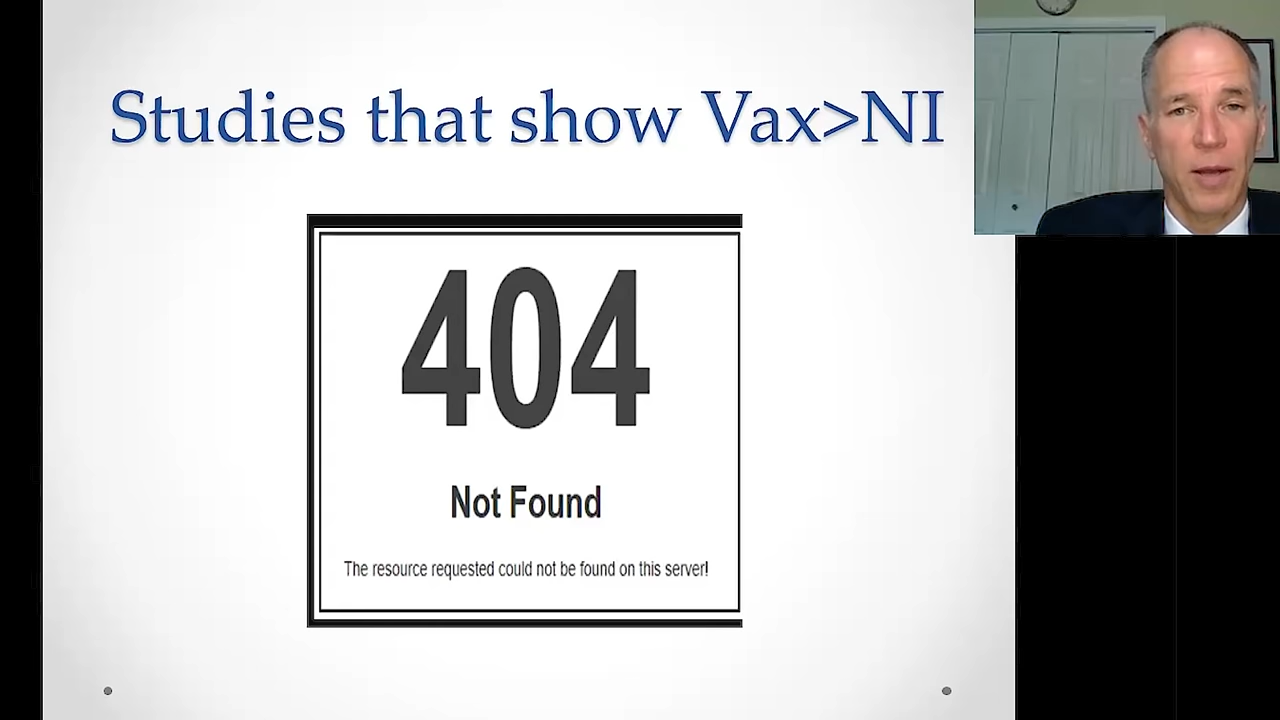 Studies that show Vax>NI
404
Not Found
The resource requested could not be found on this server!